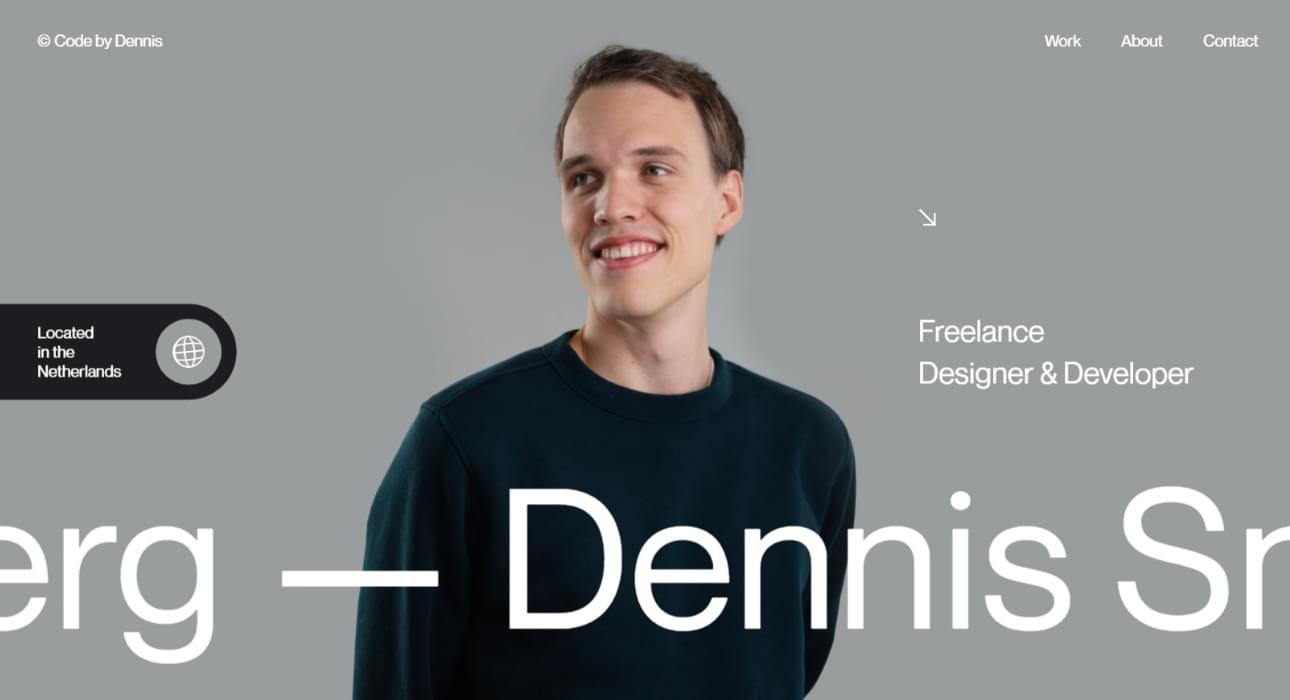 © Code by Dennis
Work
About
Contact
Located
in the
Netherlands
Freelance
Designer & Developer
erg — Dennis Sn